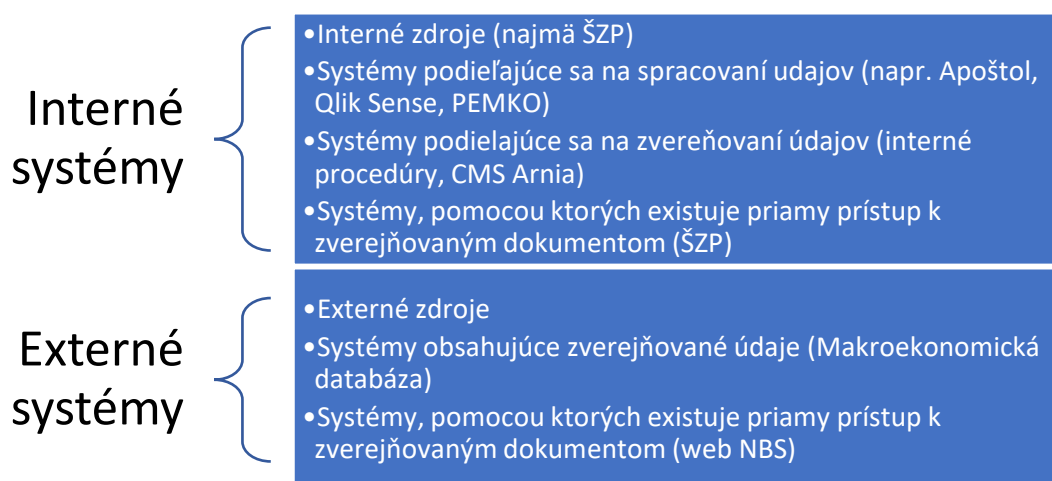 Interné
systémy
•Interné zdroje (najmä ŠZP)
•Systémy podieľajúce sa na spracovaní udajov (napr. Apoštol,
Qlik Sense, PEMKO)
•Systémy podielajúce sa na zvereňovaní údajov (interné
procedúry, CMS Arnia)
•Systémy, pomocou ktorých existuje priamy prístup k
zverejňovaným dokumentom (ŠZP)
Externé
systémy
•Externé zdroje
•Systémy obsahujúce zverejňované údaje (Makroekonomická
databáza)
•Systémy, pomocou ktorých existuje priamy prístup k
zverejňovaným dokumentom (web NBS)